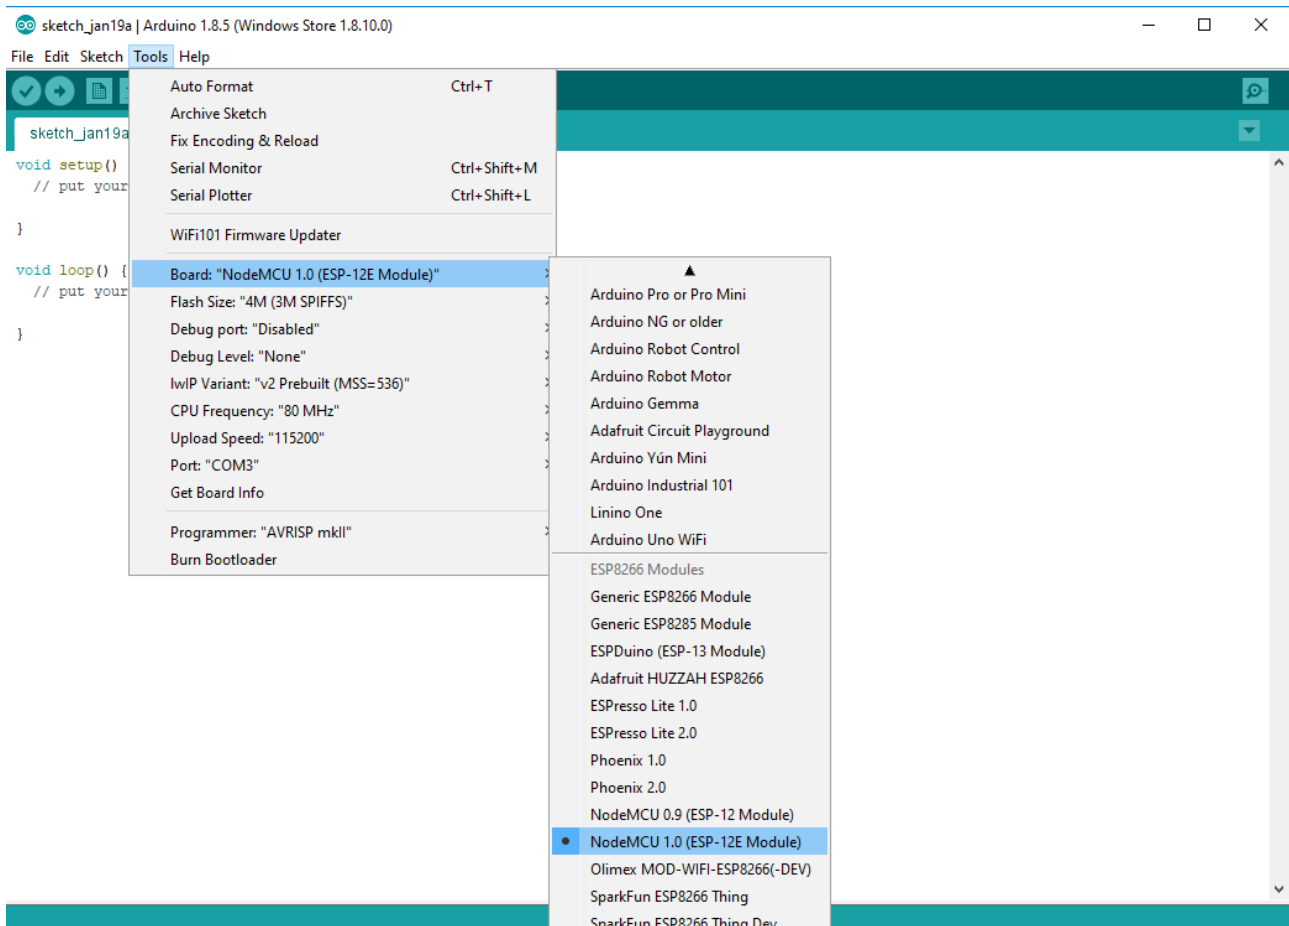 sketch_jan19a | Arduino 1.8.5 (Windows Store 1.8.10.0)
File Edit Sketch Tools Help
sketch_jan19a
void setup()
// put your
}
void loop() {
// put your
}
Auto Format Ctrl+T
Archive Sketch
Fix Encoding & Reload
Serial Monitor Ctrl+Shift+M
Serial Plotter Ctrl+Shift+L
WiFi101 Firmware Updater
Board: "NodeMCU 1.0 (ESP-12E Module)"
Flash Size: "4M (3M SPIFFS)"
Debug port: "Disabled"
Debug Level: "None"
lwIP Variant: "v2 Prebuilt (MSS=536)"
CPU Frequency: "80 MHz"
Upload Speed: "115200"
Port: "COM3"
Get Board Info
Programmer: "AVRISP mkII"
Burn Bootloader
Arduino Pro or Pro Mini
Arduino NG or older
Arduino Robot Control
Arduino Robot Motor
Arduino Gemma
Adafruit Circuit Playground
Arduino Yún Mini
Arduino Industrial 101
Linino One
Arduino Uno WiFi
ESP8266 Modules
Generic ESP8266 Module
Generic ESP8285 Module
ESPDuino (ESP-13 Module)
Adafruit HUZZAH ESP8266
ESPresso Lite 1.0
ESPresso Lite 2.0
Phoenix 1.0
Phoenix 2.0
NodeMCU 0.9 (ESP-12 Module)
NodeMCU 1.0 (ESP-12E Module)
Olimex MOD-WIFI-ESP8266(-DEV)
SparkFun ESP8266 Thing
SparkFun ESP8266 Thing Dev